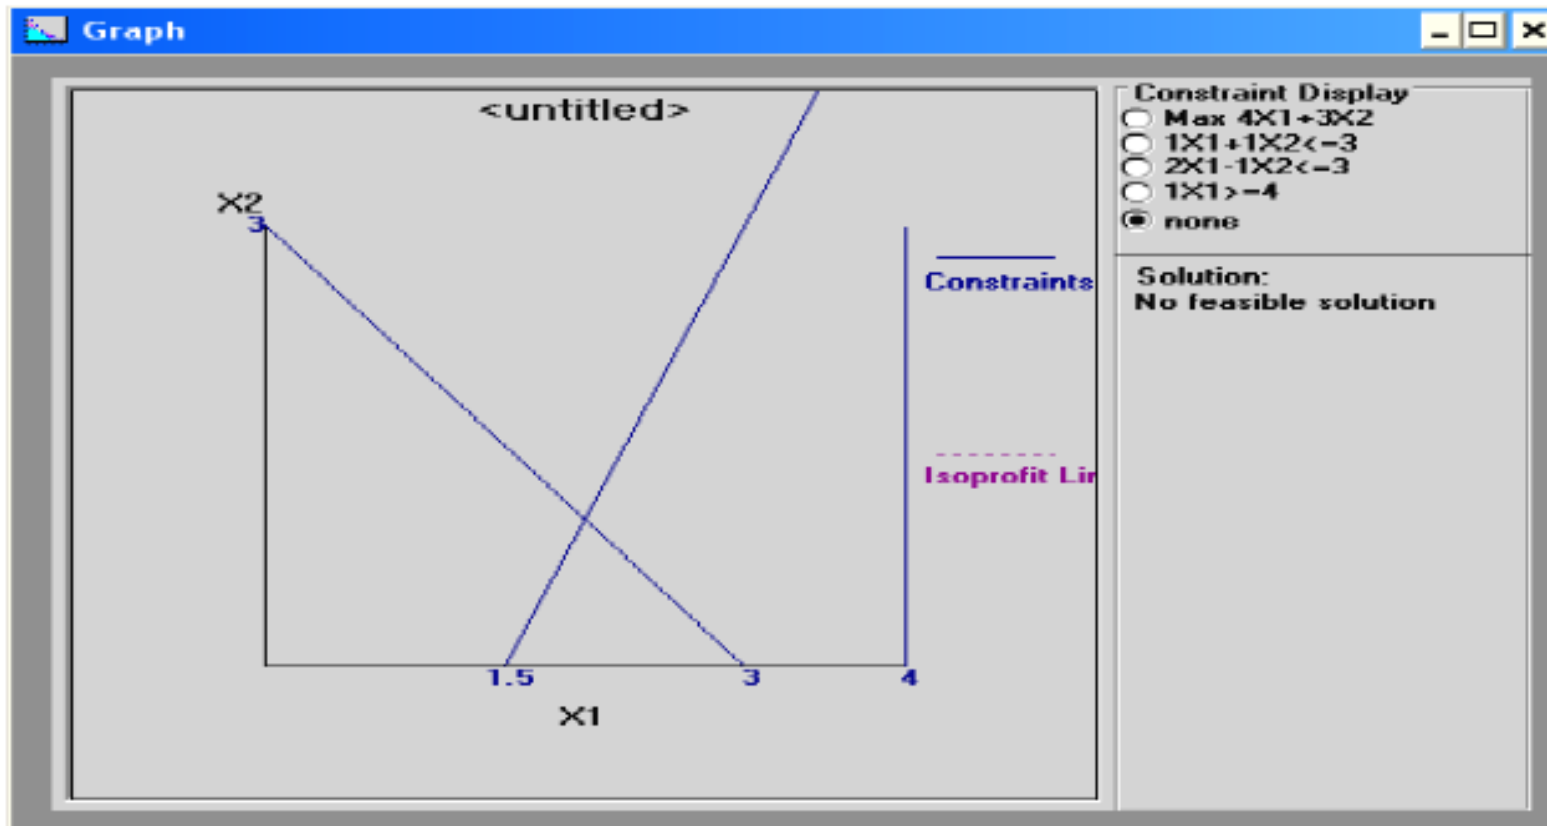 Graph
<untitled>
X2
3
1.5
3
4
X1
Constraints
Isoprofit Lir
Constraint Display
Max 4X1+3X2
1X1+1X2<=3
2X1-1X2<=3
1X1>=4
none
Solution:
No feasible solution